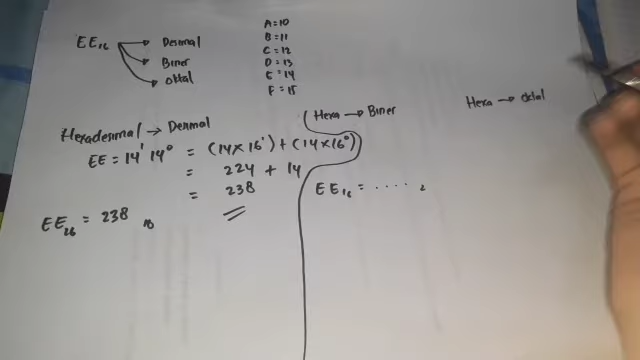 EE₁₆ → Desimal
→ Biner
→ oktal
A = 10
B = 11
C = 12
D = 13
E = 14
F = 15
Hexadesimal → Desimal
EE = 14¹ 14⁰ = (14 × 16¹) + (14 × 16⁰)
= 224 + 14
= 238
EE₁₆ = 238 ₁₀
Hexa → Biner
EE₁₆ = ..... ₂
Hexa → oktal